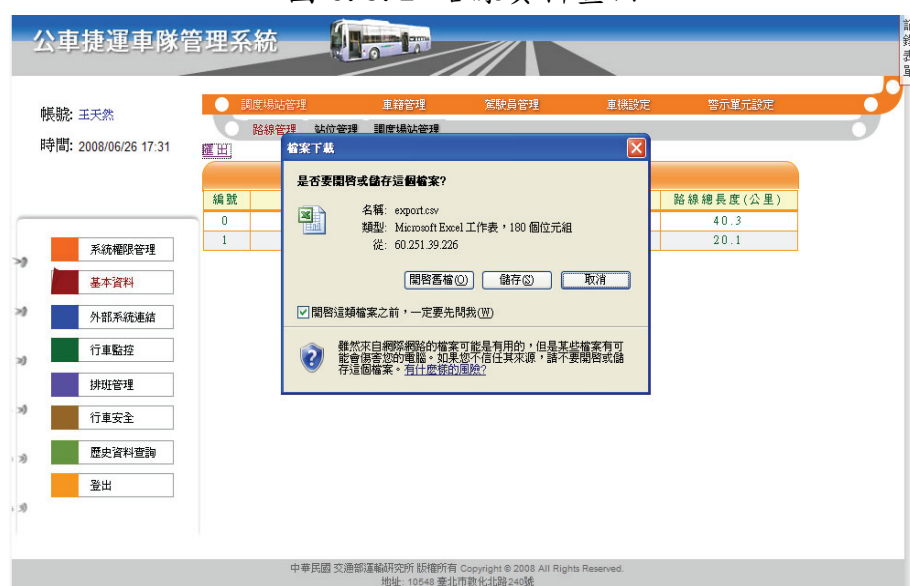 公車捷運車隊管理系統
帳號: 王天然
時間: 2008/06/26 17:31
調度場站管理 車籍管理 駕駛員管理 車機設定 警示單元設定
路線管理 站位管理 調度場站管理
匯出
編號 路線總長度(公里)
0 40.3
1 20.1
檔案下載
是否要開啓或儲存這個檔案?
名稱: export.csv
類型: Microsoft Excel 工作表,180 個位元組
從: 60.251.39.226
開啓舊檔(O) 儲存(S) 取消
開啓這類檔案之前,一定要先問我(W)
雖然來自網際網路的檔案可能是有用的,但是某些檔案有可
能會傷害您的電腦。如果您不信任其來源,請不要開啓或儲
存這個檔案。有什麼樣的風險?
系統權限管理
基本資料
外部系統連結
行車監控
排班管理
行車安全
歷史資料查詢
登出
中華民國 交通部運輸研究所 版權所有 Copyright © 2008 All Rights Reserved.
地址: 10548 臺北市敦化北路240號